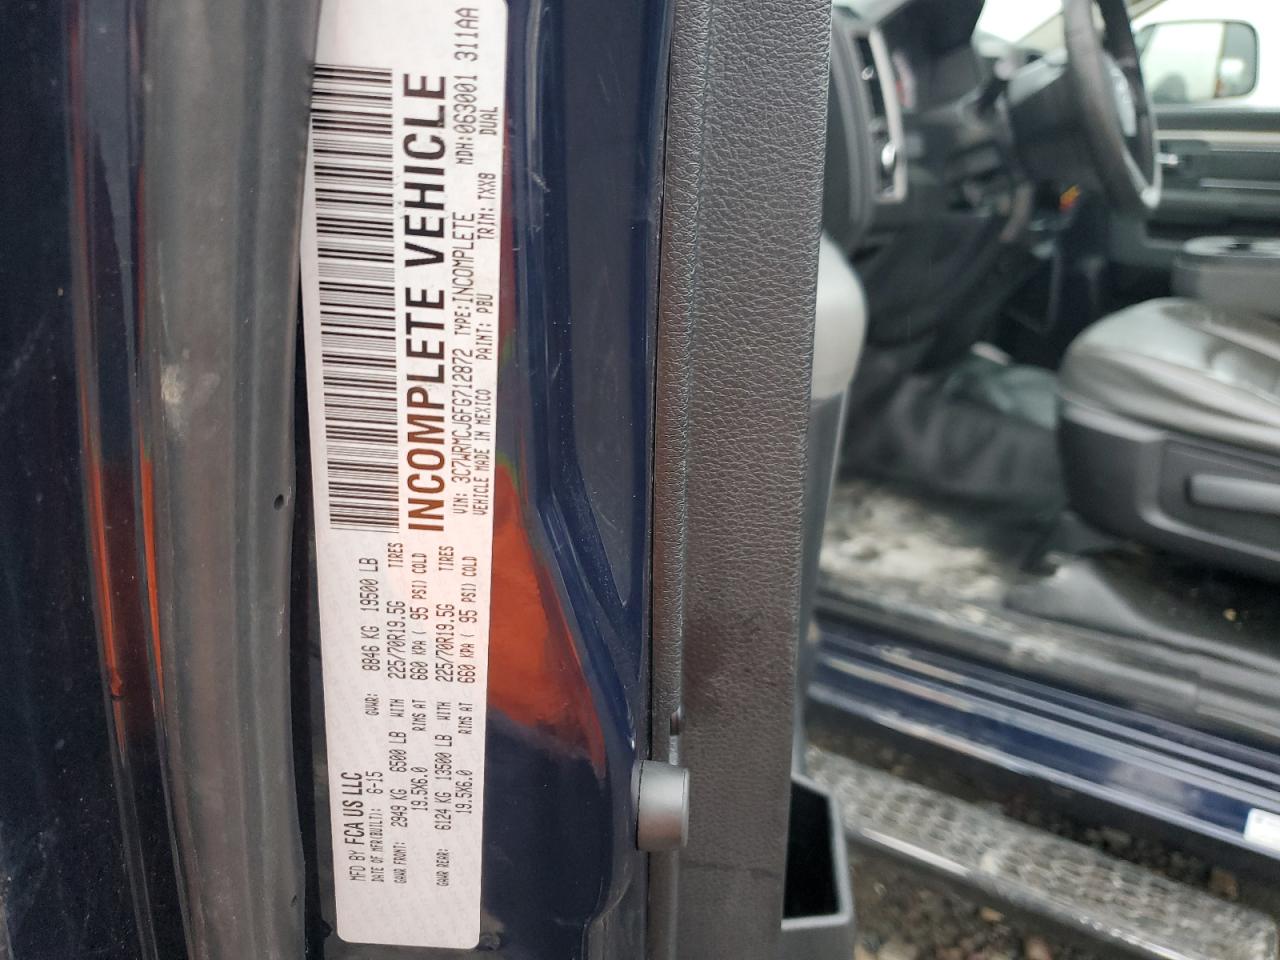 MFD BY FCA US LLC
DATE OF MFR(BUILT): 6-15 GVWR: 8846 KG 19500 LB
GAWR FRONT: 2949 KG 6500 LB WITH 225/70R19.5G TIRES
19.5X6.0 RIMS AT 660 KPA ( 95 PSI) COLD
GAWR REAR: 6124 KG 13500 LB WITH 225/70R19.5G TIRES
19.5X6.0 RIMS AT 660 KPA ( 95 PSI) COLD
INCOMPLETE VEHICLE
VIN: 3C7WRMCJ6FG712872 TYPE:INCOMPLETE MDH:063001 311AA
VEHICLE MADE IN MEXICO PAINT: PBU TRIM: TXX8 DUAL